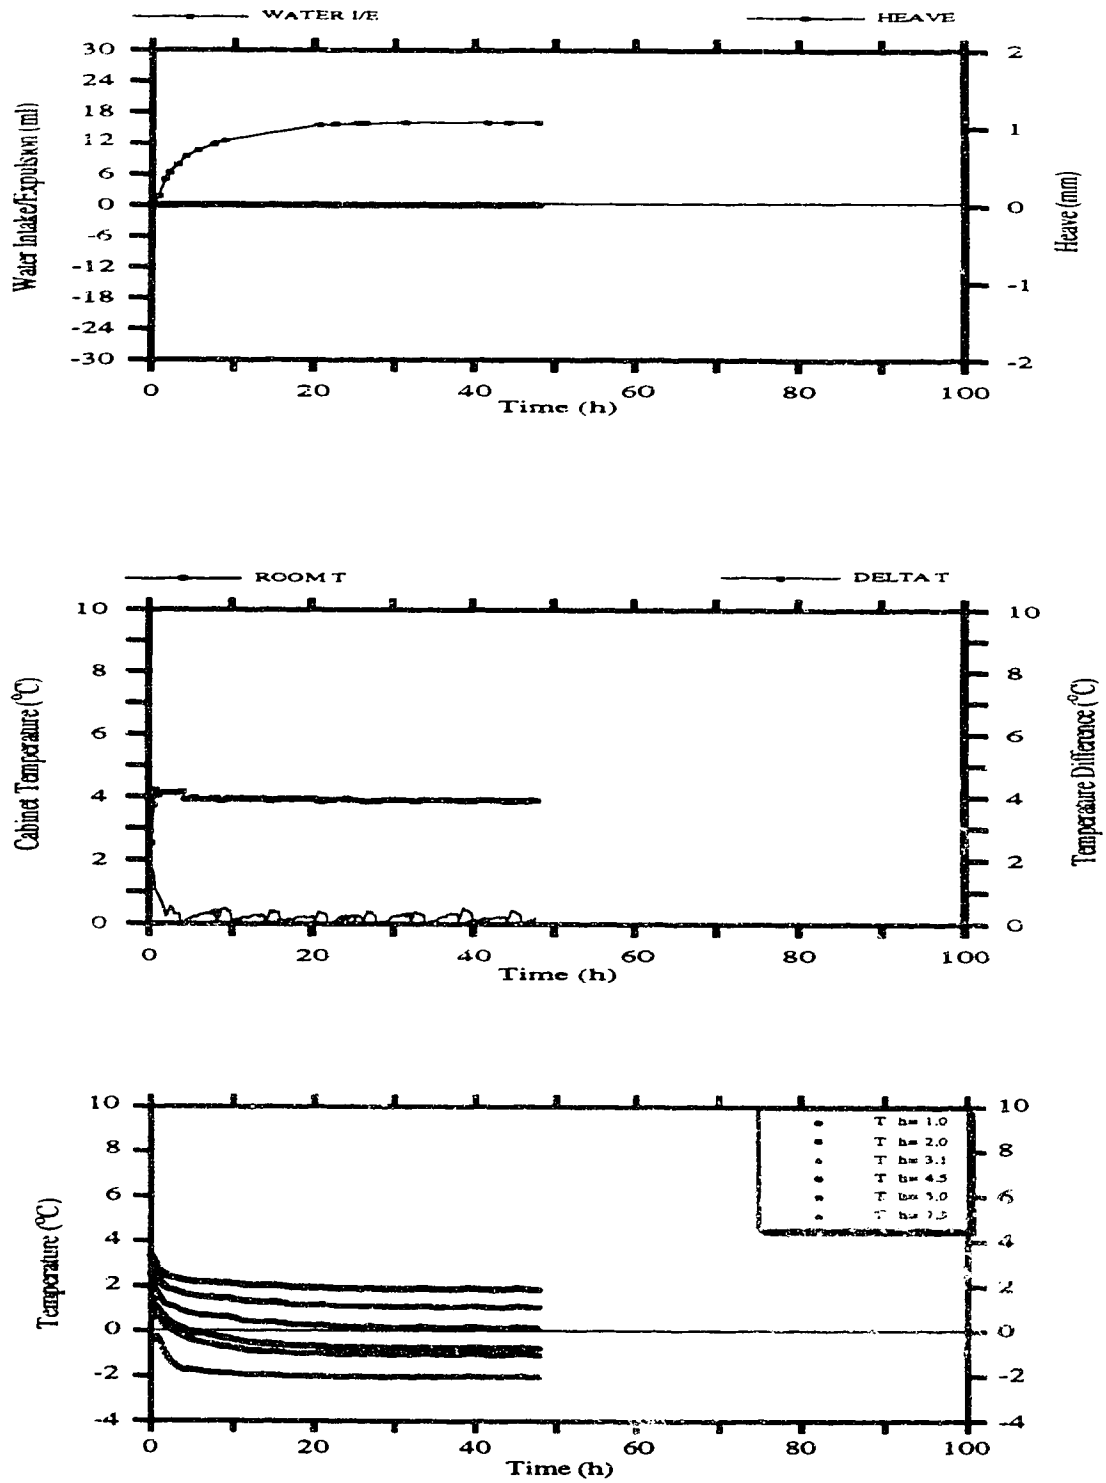 WATER I/E HEAVE
30 2
24
18
12 1
6
0 0
-6
-12 -1
-18
-24
-30 -2
Water Intake/Expulsion (ml)
Heave (mm)
0 20 40 60 80 100
Time (h)
ROOM T DELTA T
10 10
8 8
6 6
4 4
2 2
0 0
Cabinet Temperature (°C)
Temperature Difference (°C)
0 20 40 60 80 100
Time (h)
10 10
8 8
6 6
4 4
2 2
0 0
-2 -2
-4 -4
Temperature (°C)
T h= 1.0
T h= 2.0
T h= 3.1
T h= 4.5
T h=
T h=
0 20 40 60 80 100
Time (h)